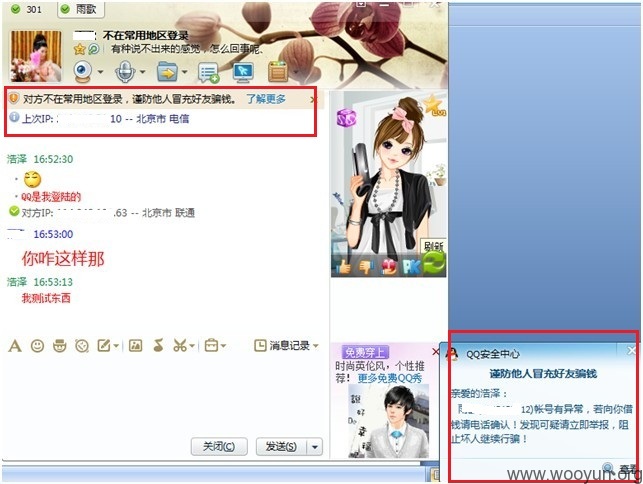 301
雨歌
不在常用地区登录
有种说不出来的感觉，怎么回事呢、
对方不在常用地区登录，谨防他人冒充好友骗钱。 了解更多
上次IP: 10 -- 北京市 电信
浩泽 16:52:30
QQ是我登陆的
对方IP: .63 -- 北京市 联通
16:53:00
你咋这样那
浩泽 16:53:13
我测试东西
刷新
PK
消息记录
关闭(C)
发送(S)
免费穿上
时尚英伦风，个性推荐！更多免费QQ秀
QQ安全中心
谨防他人冒充好友骗钱
亲爱的浩泽：
12)帐号有异常，若向你借
钱请电话确认！发现可疑请立即举报，阻
止坏人继续行骗！
查看
www.wooyun.org